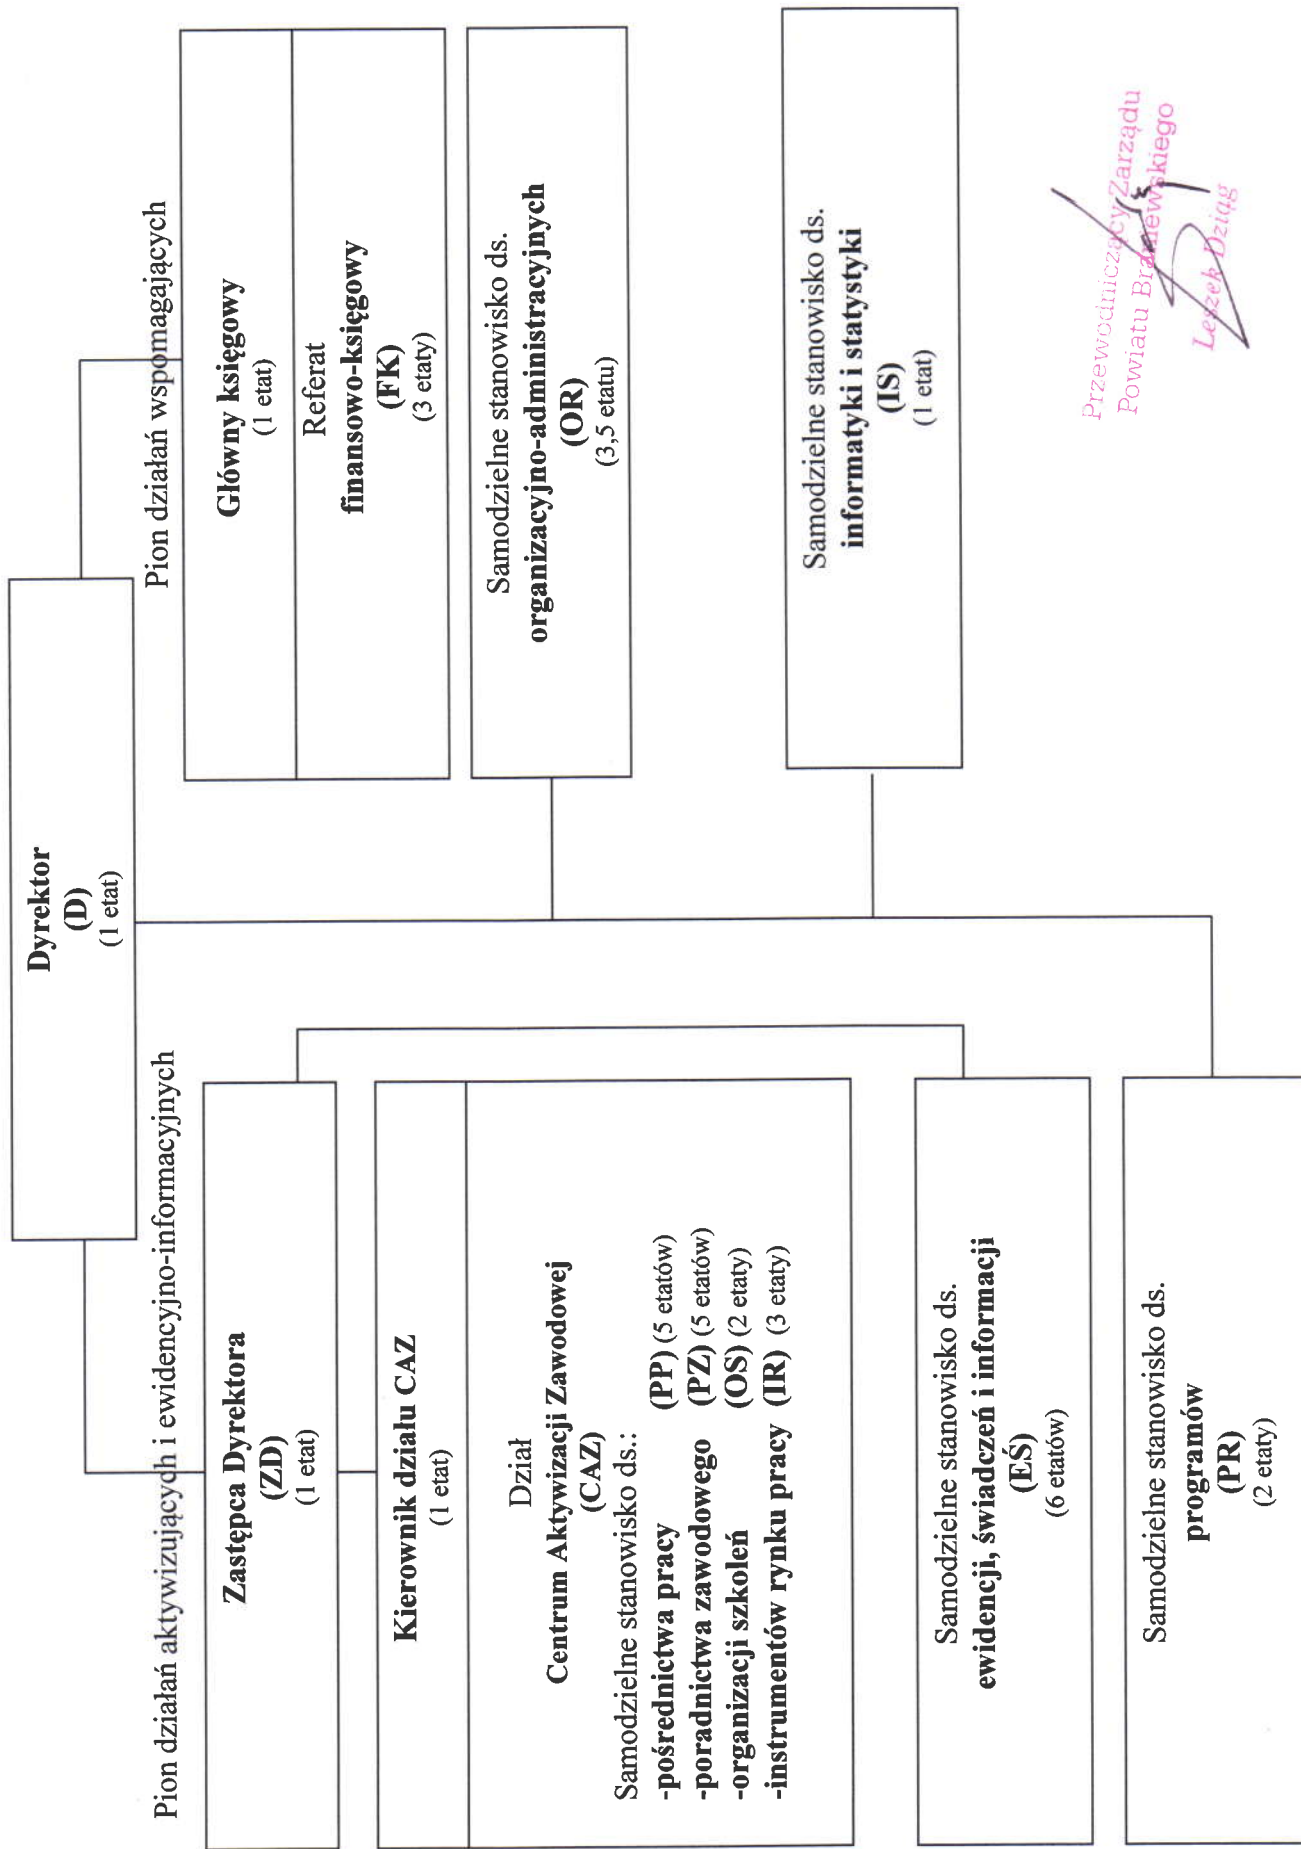 Dyrektor
(D)
(1 etat)
Pion działań aktywizujących i ewidencyjno-informacyjnych
Zastępca Dyrektora
(ZD)
(1 etat)
Kierownik działu CAZ
(1 etat)
Dział
Centrum Aktywizacji Zawodowej
(CAZ)
Samodzielne stanowisko ds.:
-pośrednictwa pracy (PP) (5 etatów)
-poradnictwa zawodowego (PZ) (5 etatów)
-organizacji szkoleń (OS) (2 etaty)
-instrumentów rynku pracy (IR) (3 etaty)
Samodzielne stanowisko ds.
ewidencji, świadczeń i informacji
(EŚ)
(6 etatów)
Samodzielne stanowisko ds.
programów
(PR)
(2 etaty)
Pion działań wspomagających
Główny księgowy
(1 etat)
Referat
finansowo-księgowy
(FK)
(3 etaty)
Samodzielne stanowisko ds.
organizacyjno-administracyjnych
(OR)
(3,5 etatu)
Samodzielne stanowisko ds.
informatyki i statystyki
(IS)
(1 etat)
Przewodniczący Zarządu
Powiatu Braniewskiego
Leszek Dziąg